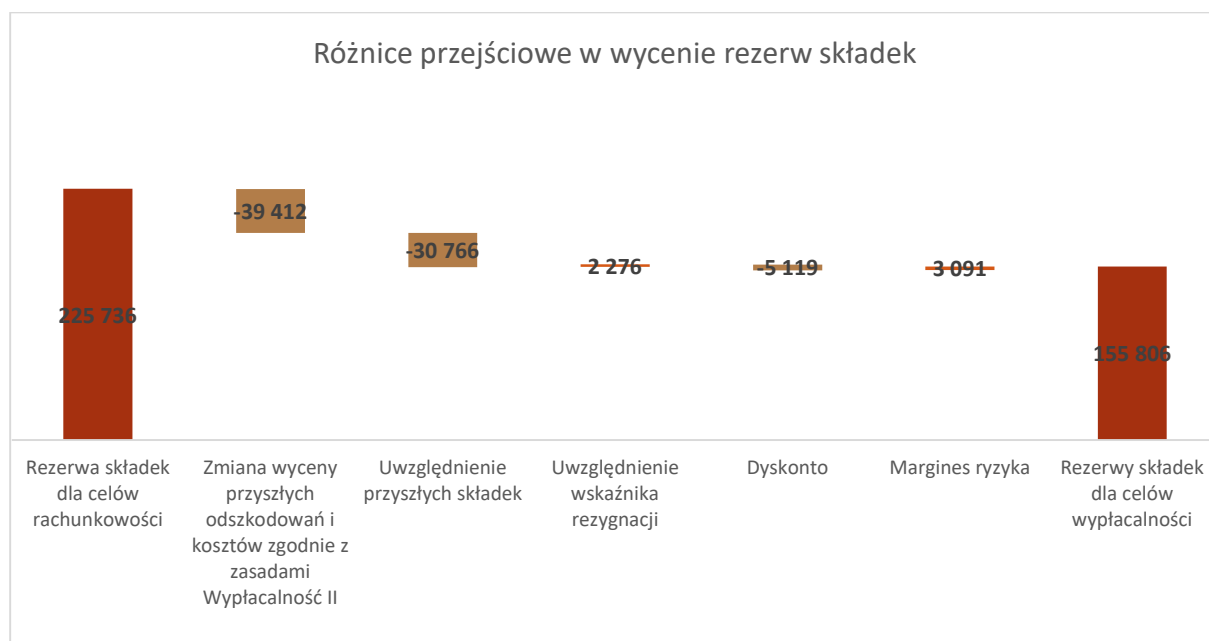 Różnice przejściowe w wycenie rezerw składek
225 736
-39 412
-30 766
2 276
-5 119
3 091
155 806
Rezerwa składek
dla celów
rachunkowości
Zmiana wyceny
przyszłych
odszkodowań i
kosztów zgodnie z
zasadami
Wypłacalność II
Uwzględnienie
przyszłych składek
Uwzględnienie
wskaźnika
rezygnacji
Dyskonto
Margines ryzyka
Rezerwy składek
dla celów
wypłacalności